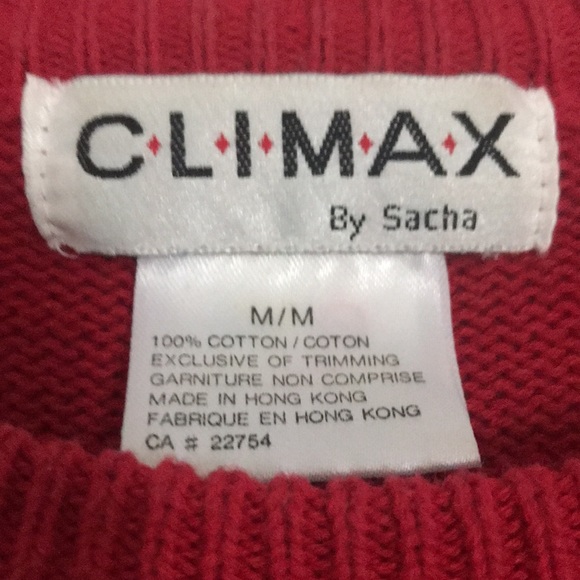 C♦L♦I♦M♦A♦X
By Sacha
M/M
100% COTTON / COTON
EXCLUSIVE OF TRIMMING
GARNITURE NON COMPRISE
MADE IN HONG KONG
FABRIQUE EN HONG KONG
CA # 22754